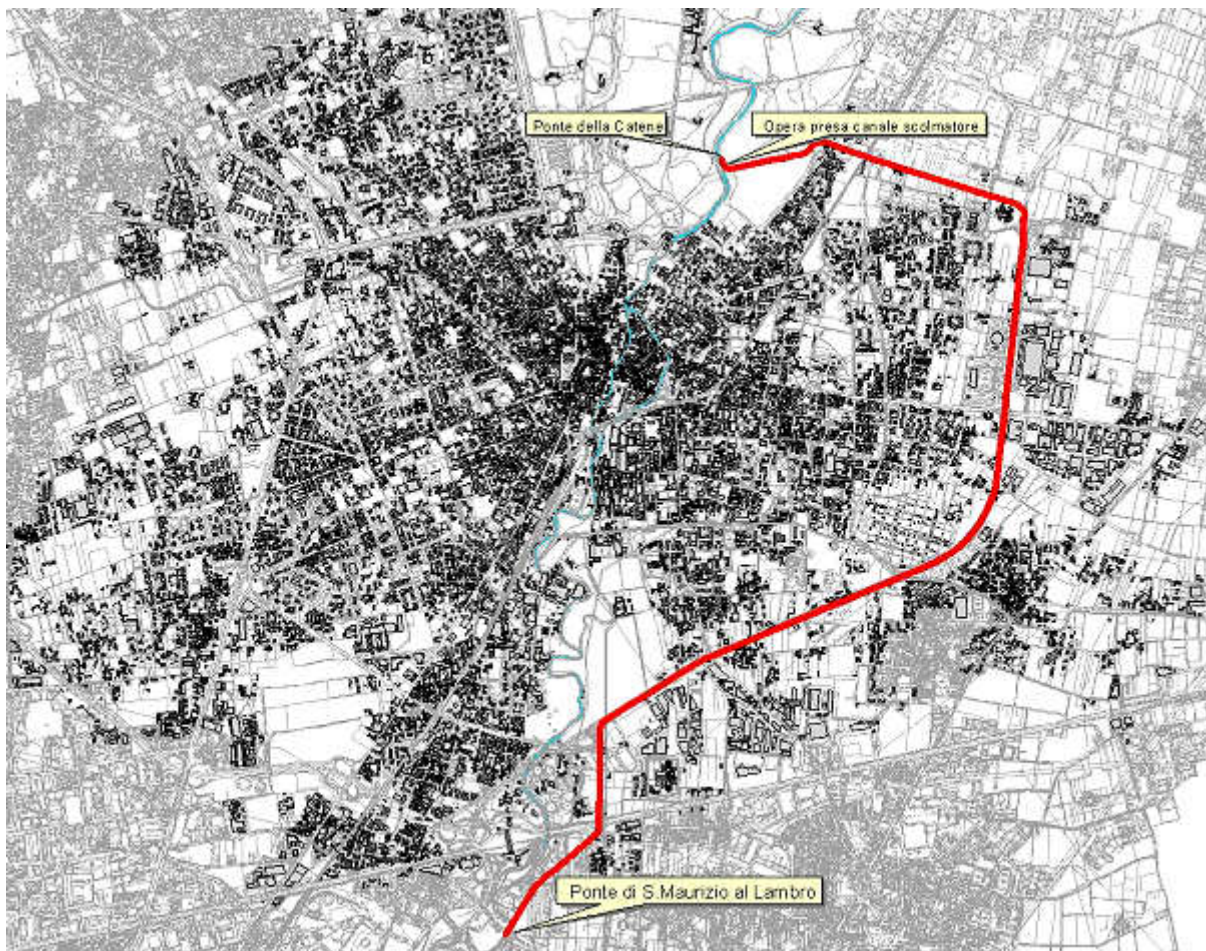 Ponte della Catene
Opera presa canale scolmatore
Ponte di S.Maurizio al Lambro